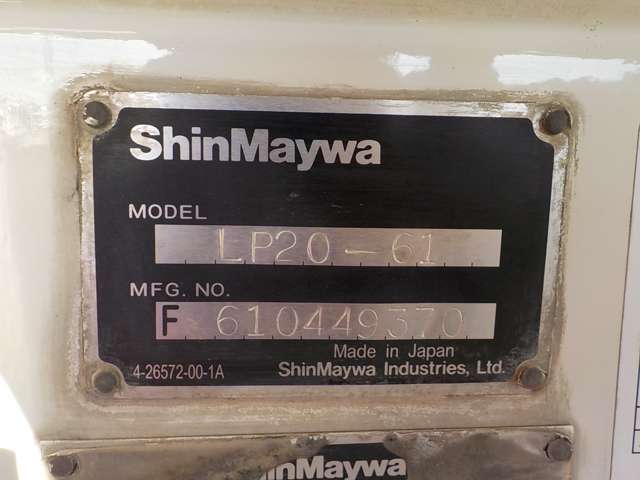 ShinMaywa
MODEL
LP20-61
MFG. NO.
F 610449370
Made in Japan
4-26572-00-1A ShinMaywa Industries, Ltd.
ShinMaywa